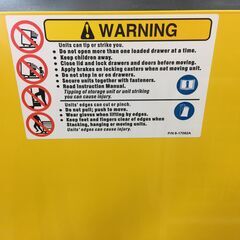 WARNING
Units can tip or strike you.
• Do not open more than one loaded drawer at a time.
• Keep children away.
• Close lid and lock drawers and doors before moving.
• Apply brakes on locking casters when not moving unit.
• Do not step in or on drawers.
• Secure units together with fasteners.
• Read Instruction Manual.
Tipping of storage unit or unit striking
you can cause injury.
Units' edges can cut or pinch.
• Do not pull; push to move.
• Wear gloves when lifting by edges.
• Keep feet and fingers clear of edges when
Stacking, hanging or moving units.
Units' edges can cause injury.
P/N 6-17062A